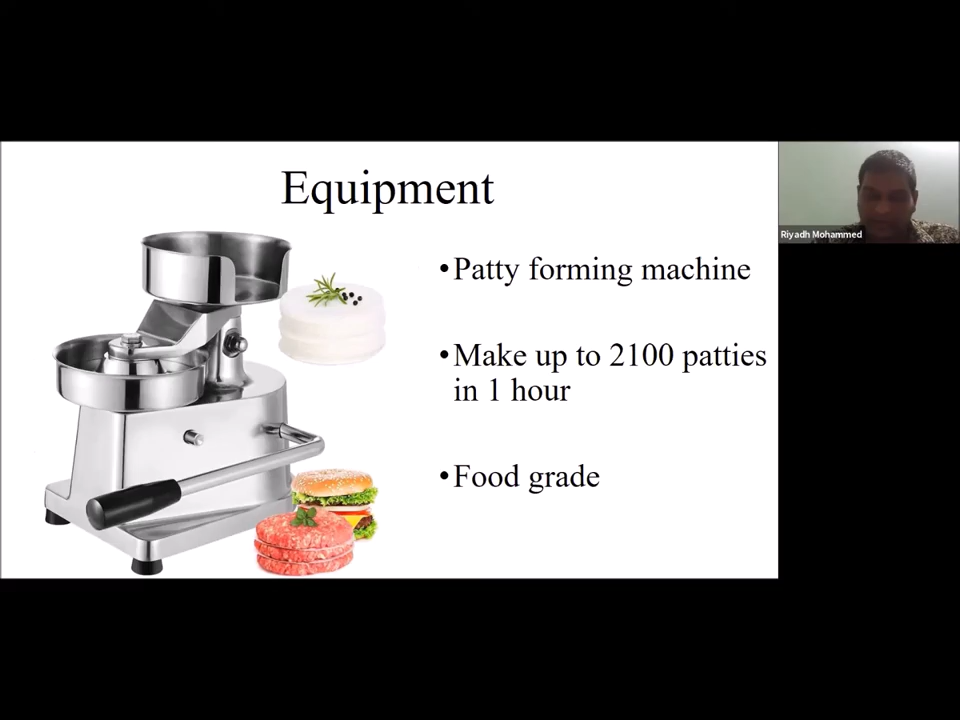 Equipment
•Patty forming machine
•Make up to 2100 patties
in 1 hour
•Food grade
Riyadh Mohammed